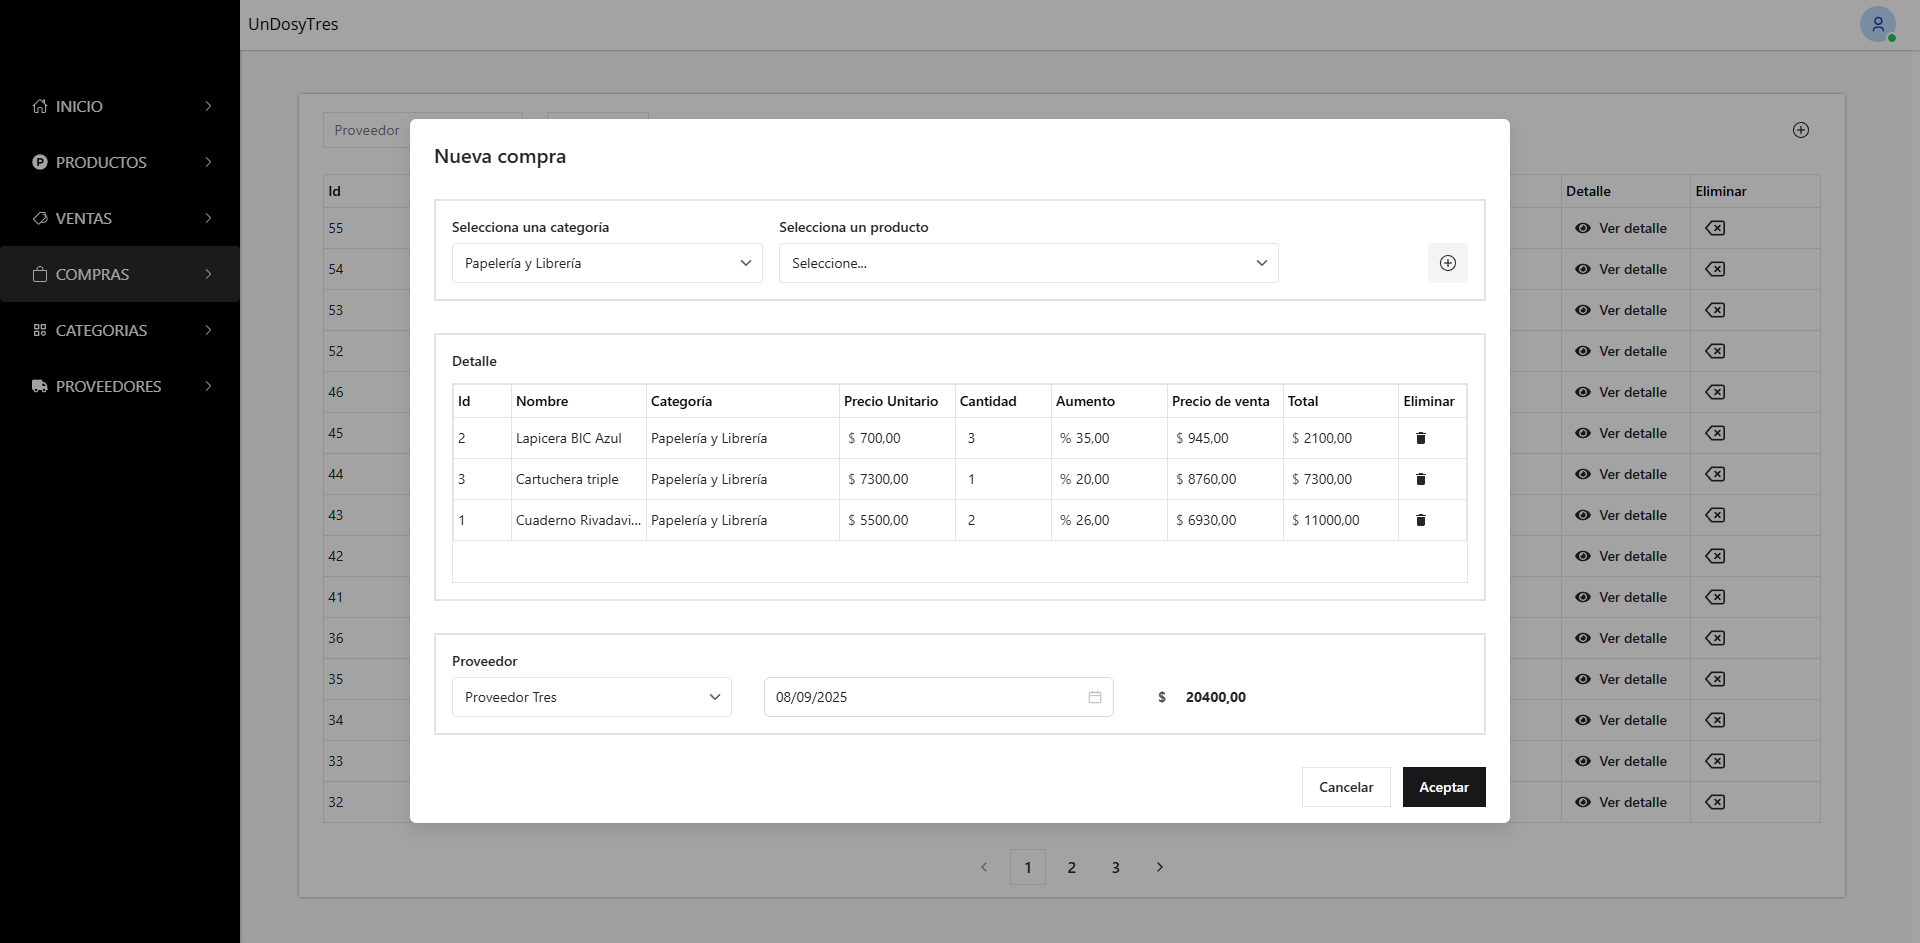 UnDosyTres
INICIO
PRODUCTOS
VENTAS
COMPRAS
CATEGORIAS
PROVEEDORES
Proveedor
Id Detalle Eliminar
55 Ver detalle
54 Ver detalle
53 Ver detalle
52 Ver detalle
46 Ver detalle
45 Ver detalle
44 Ver detalle
43 Ver detalle
42 Ver detalle
41 Ver detalle
36 Ver detalle
35 Ver detalle
34 Ver detalle
33 Ver detalle
32 Ver detalle
Nueva compra
Selecciona una categoría Selecciona un producto
Papelería y Librería Seleccione...
Detalle
Id Nombre Categoría Precio Unitario Cantidad Aumento Precio de venta Total Eliminar
2 Lapicera BIC Azul Papelería y Librería $ 700,00 3 % 35,00 $ 945,00 $ 2100,00
3 Cartuchera triple Papelería y Librería $ 7300,00 1 % 20,00 $ 8760,00 $ 7300,00
1 Cuaderno Rivadavi... Papelería y Librería $ 5500,00 2 % 26,00 $ 6930,00 $ 11000,00
Proveedor
Proveedor Tres 08/09/2025 $ 20400,00
Cancelar Aceptar
1 2 3